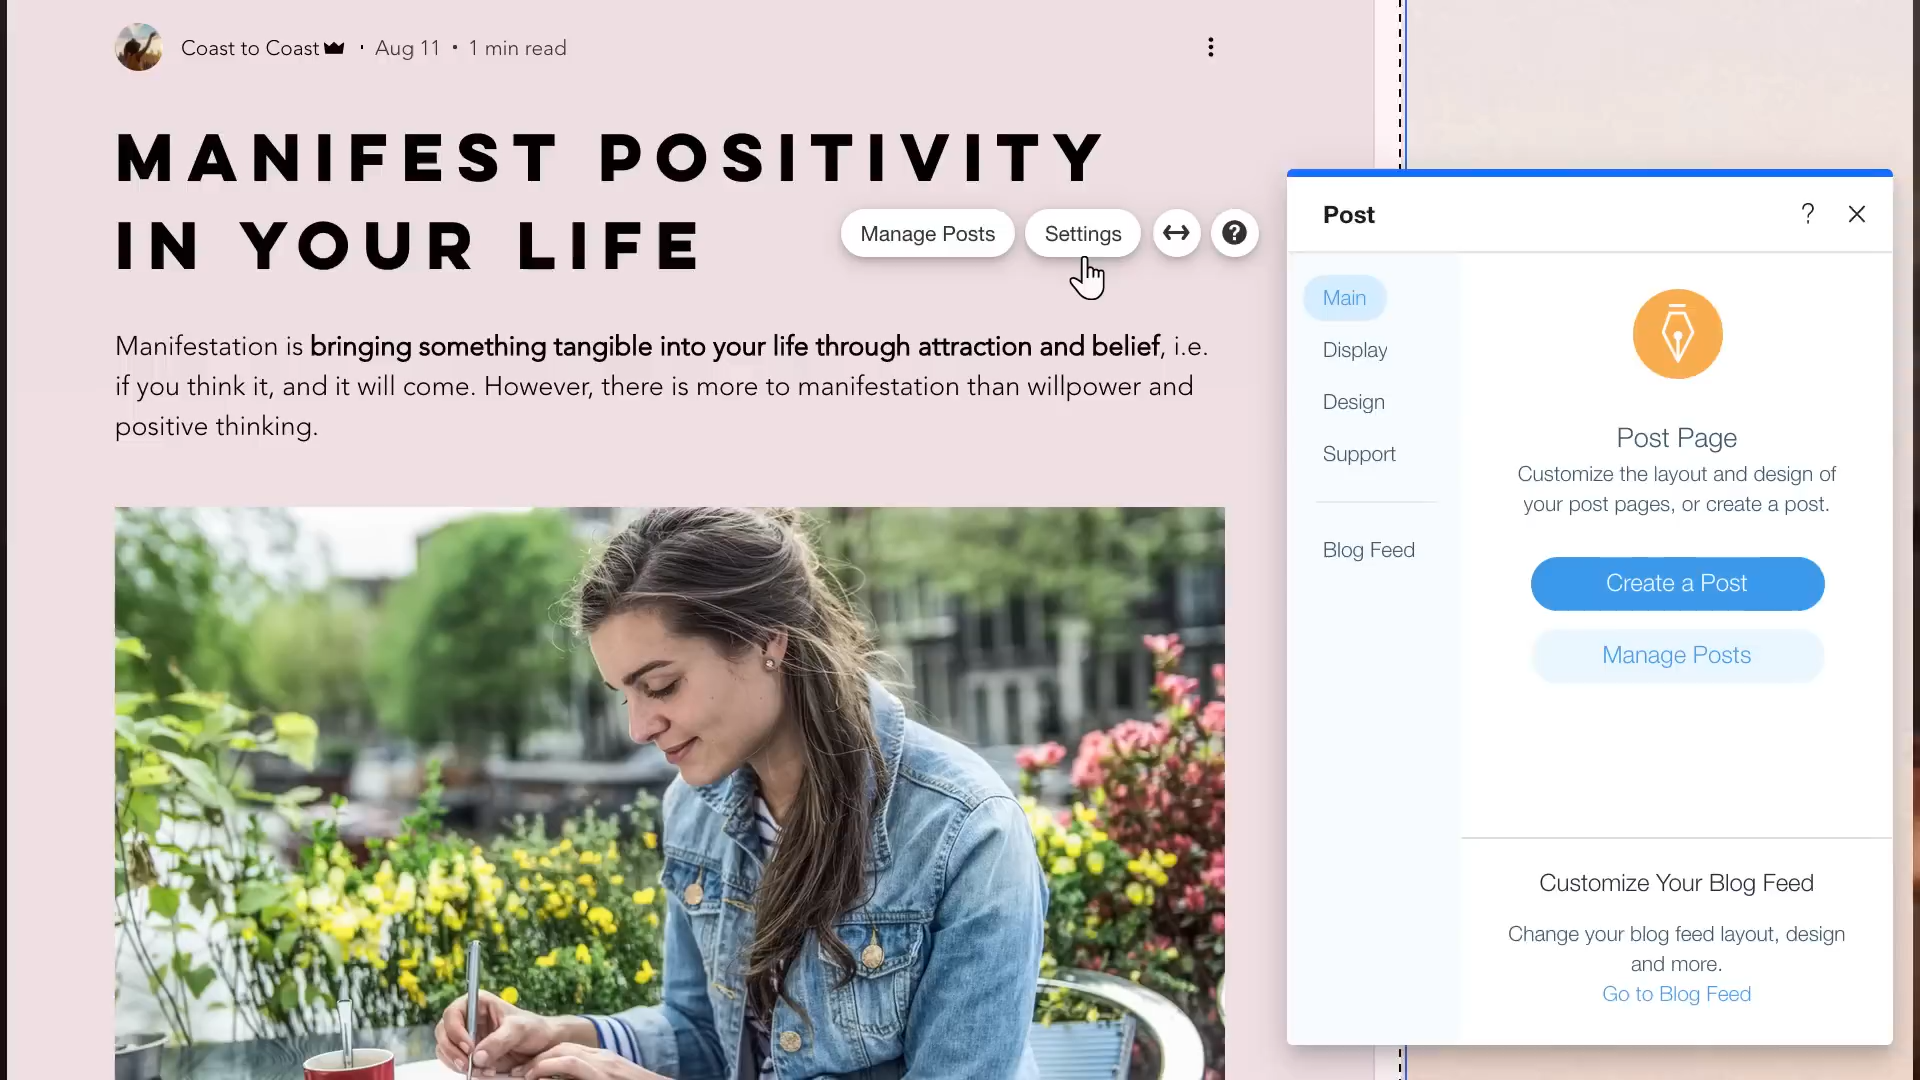 Coast to Coast · Aug 11 • 1 min read
MANIFEST POSITIVITY
IN YOUR LIFE
Manage Posts
Settings
?
Manifestation is bringing something tangible into your life through attraction and belief, i.e.
if you think it, and it will come. However, there is more to manifestation than willpower and
positive thinking.
Post
?
Main
Display
Design
Support
Blog Feed
Post Page
Customize the layout and design of
your post pages, or create a post.
Create a Post
Manage Posts
Customize Your Blog Feed
Change your blog feed layout, design
and more.
Go to Blog Feed